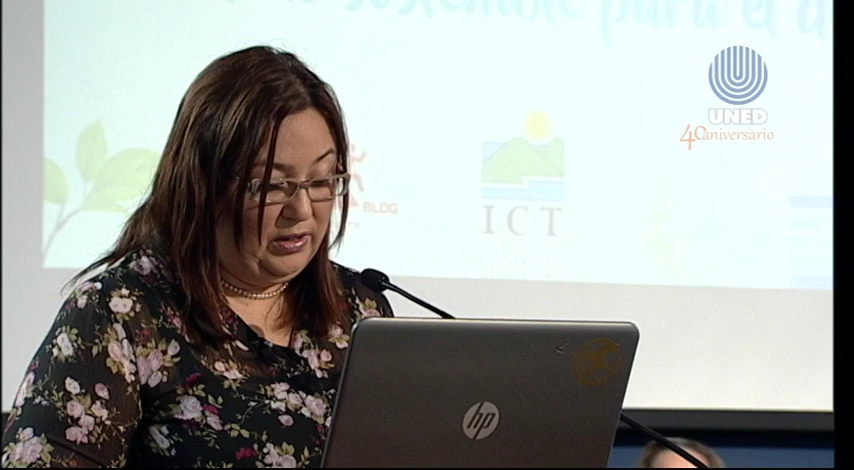 sostenible para el d
UNED
40 aniversario
BLOG
ICT
hp